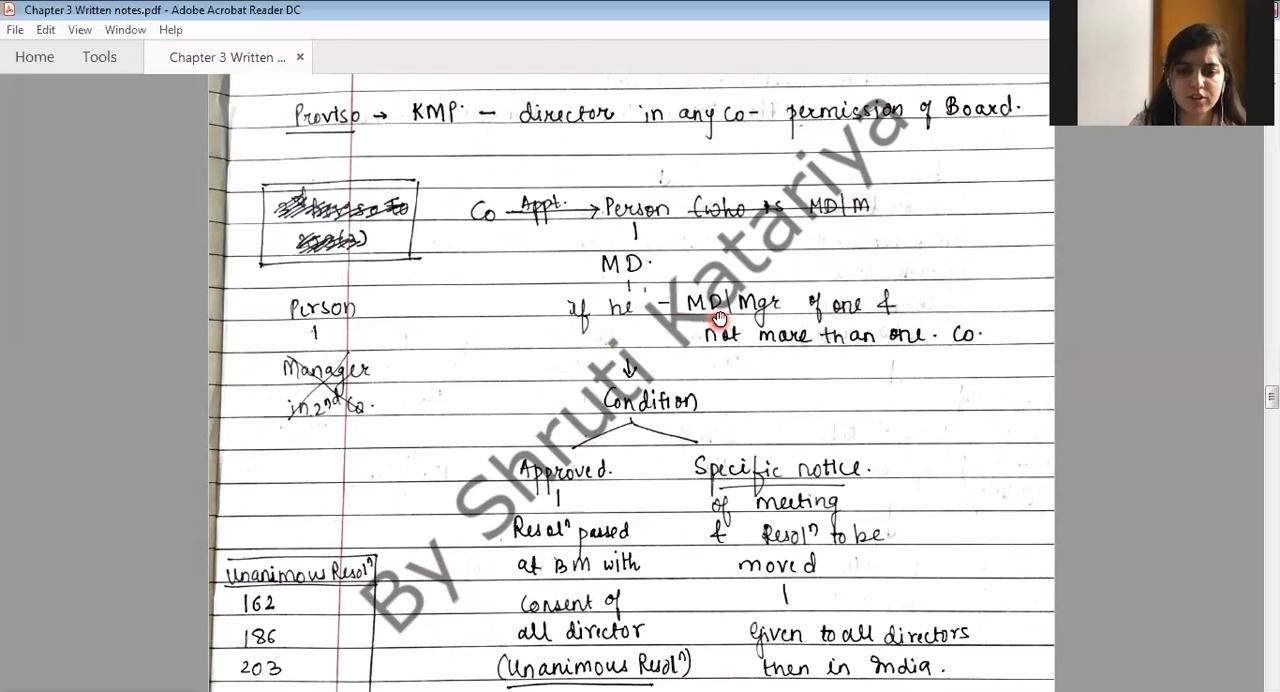 Chapter 3 Written notes.pdf - Adobe Acrobat Reader DC
File Edit View Window Help
Home Tools Chapter 3 Written ... ×
Proviso → KMP. – director in any Co- permission of Board.
Co Appt. → Person (who is MD/M
MD.
If he – MD/Mgr of one &
not more than one. Co.
Person
Manager
in 2nd Co.
↓
Condition
Approved.
Resolⁿ passed
at BM with
Consent of
all director
(Unanimous Resolⁿ)
Specific notice.
of meeting
& Resolⁿ to be
moved
Given to all directors
then in India.
Unanimous Resolⁿ
162
186
203
By Shruti Katariya